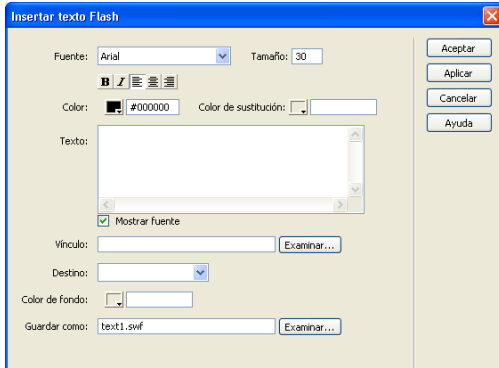 Insertar texto Flash
Fuente: Arial Tamaño: 30
B I
Color: #000000 Color de sustitución:
Texto:
Mostrar fuente
Vínculo: Examinar...
Destino:
Color de fondo:
Guardar como: text1.swf Examinar...
Aceptar
Aplicar
Cancelar
Ayuda